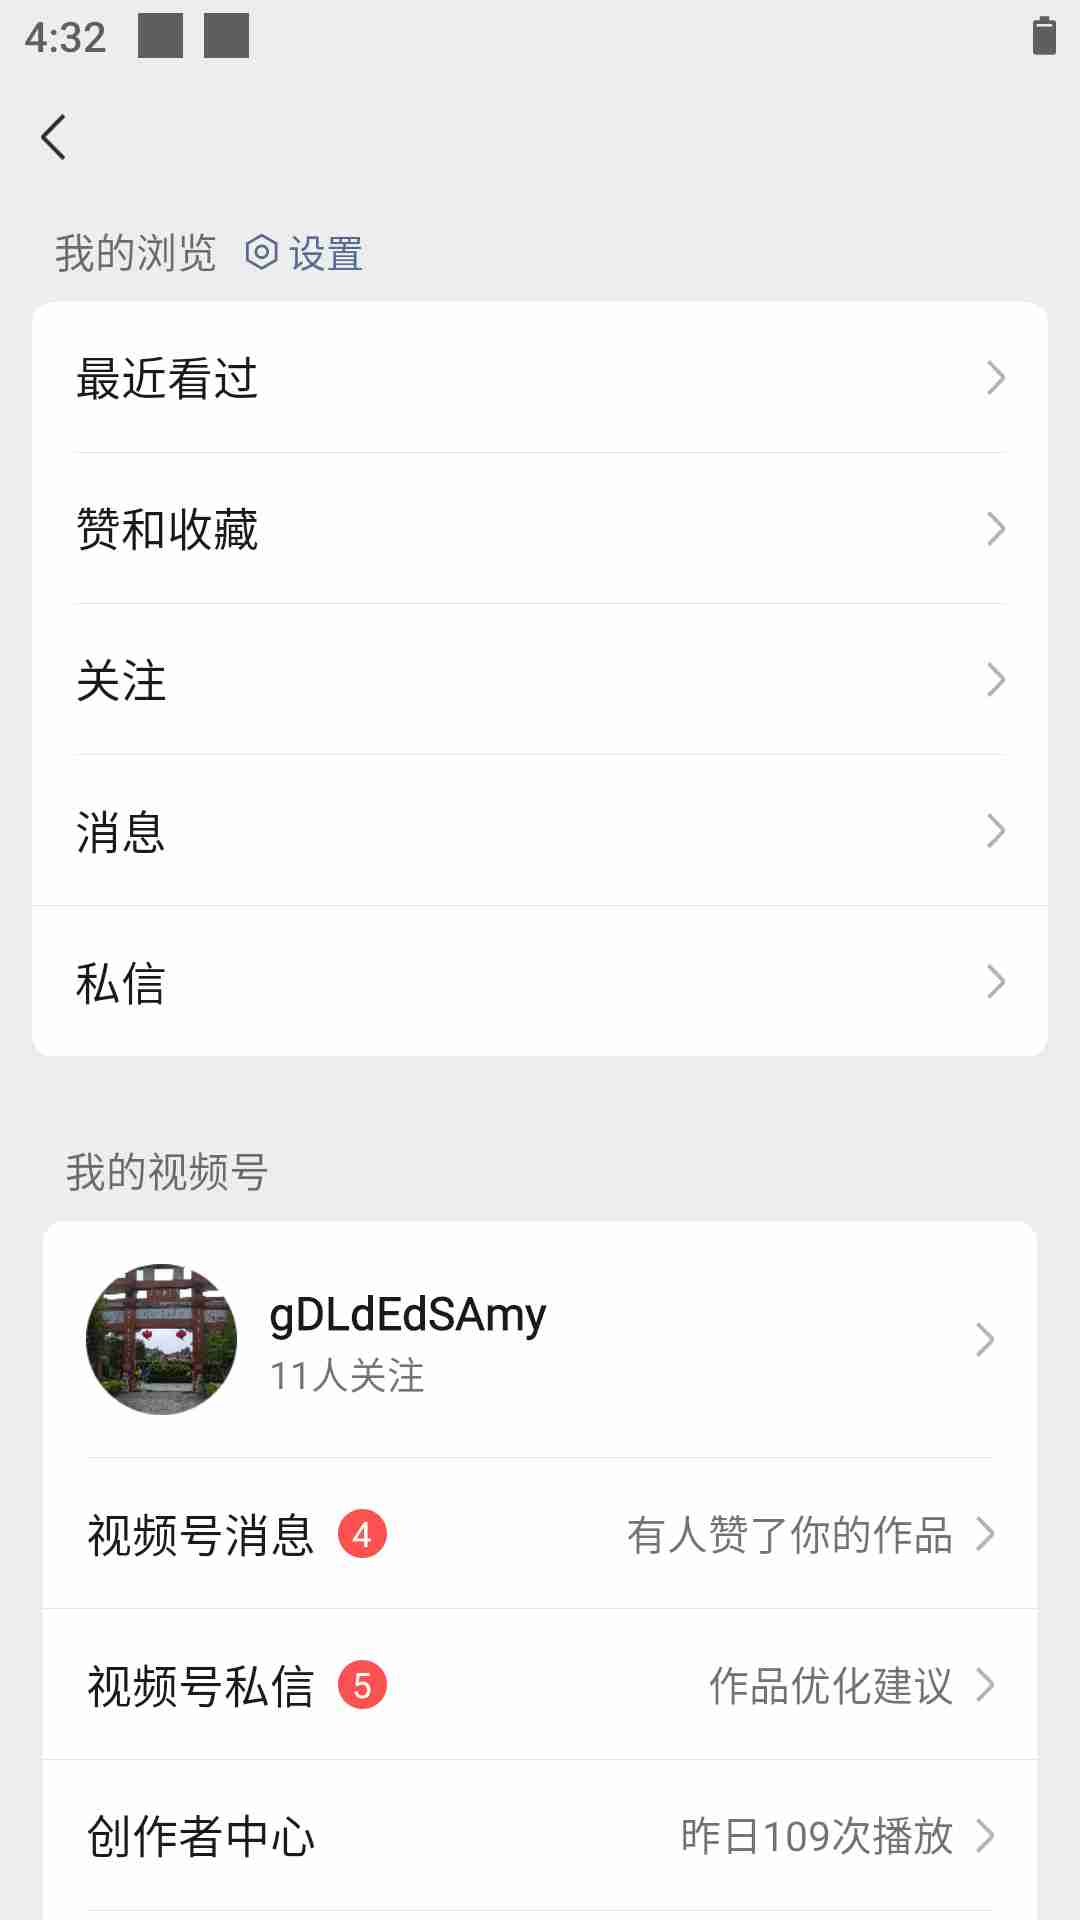 4:32
我的浏览 设置
最近看过
赞和收藏
关注
消息
私信
我的视频号
gDLdEdSAmy
11人关注
视频号消息 4 有人赞了你的作品
视频号私信 5 作品优化建议
创作者中心 昨日109次播放